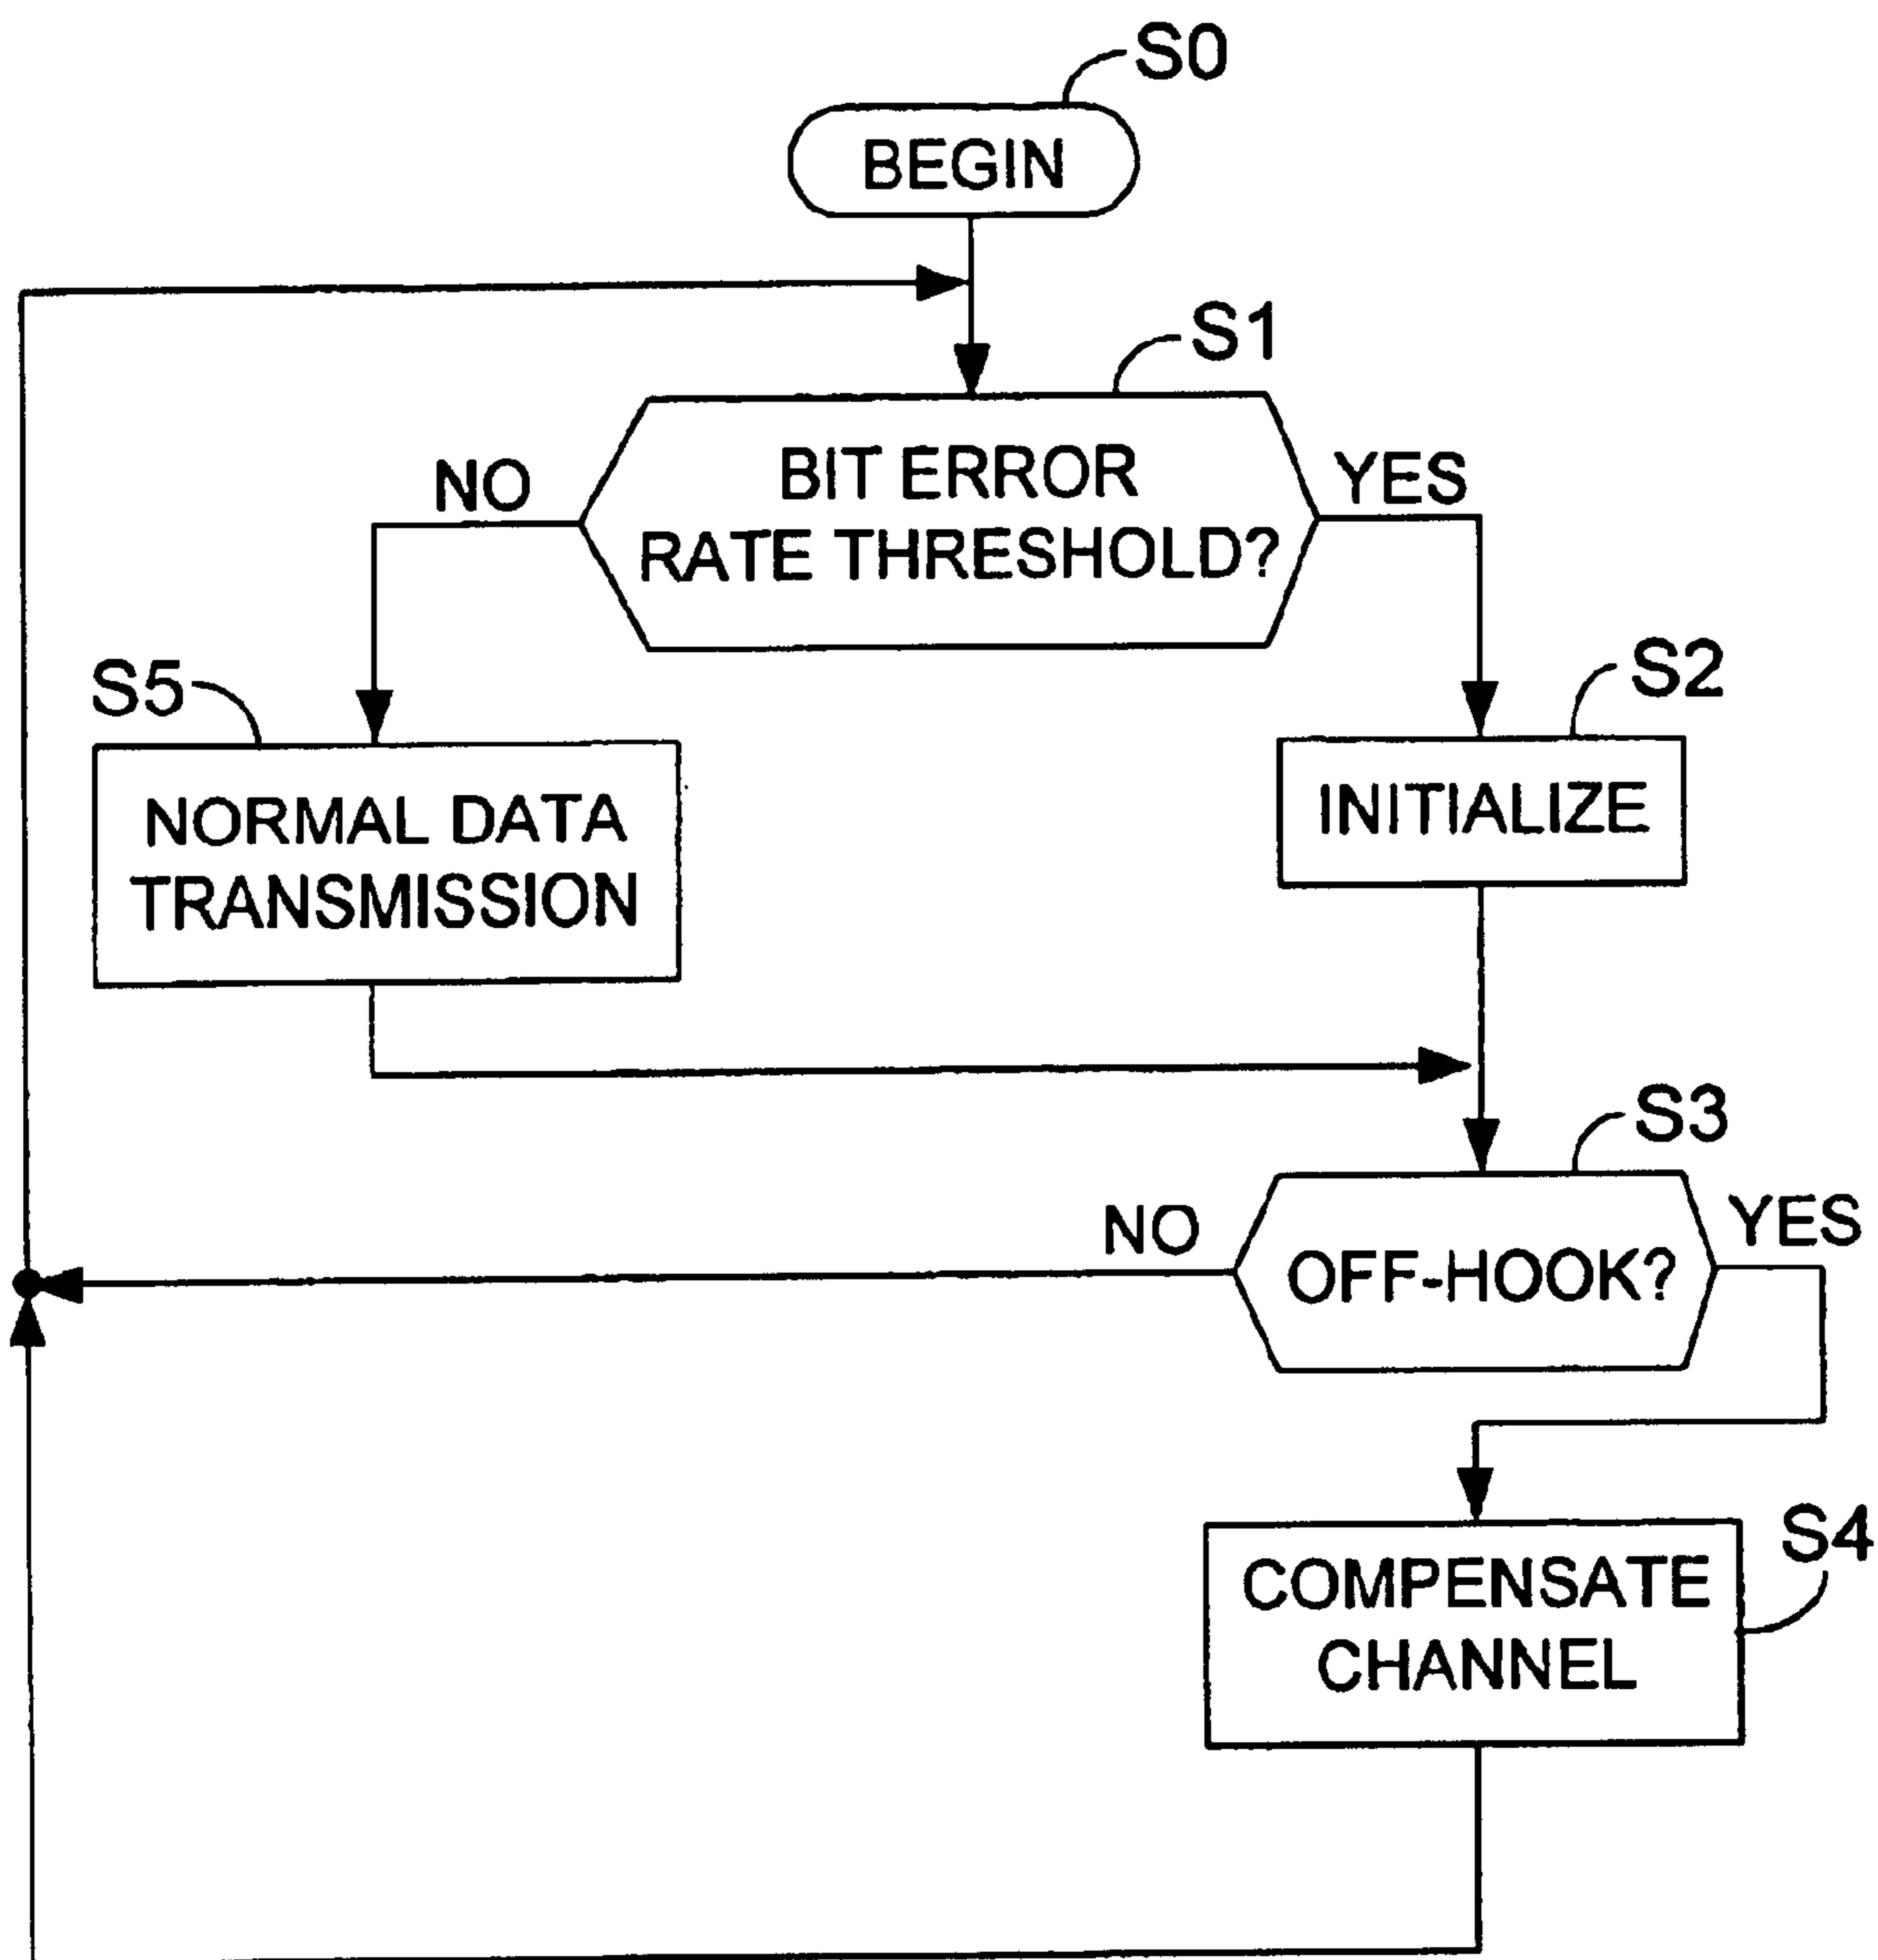 S0
BEGIN
S1
BIT ERROR
RATE THRESHOLD?
NO
YES
S5
S2
NORMAL DATA
TRANSMISSION
INITIALIZE
S3
NO
OFF-HOOK?
YES
S4
COMPENSATE
CHANNEL